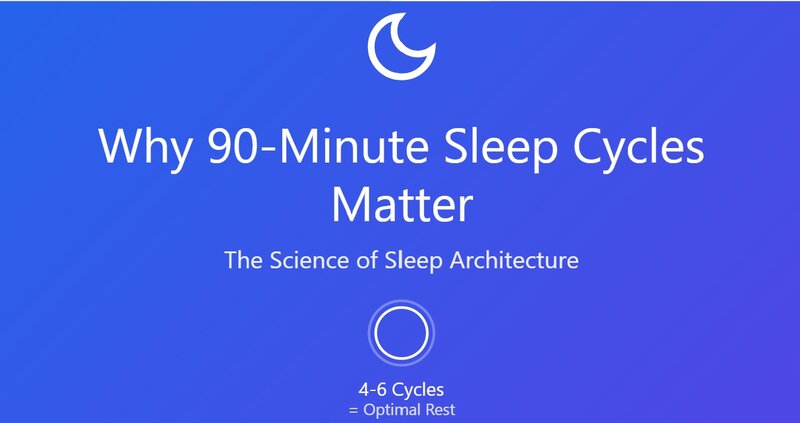 Why 90-Minute Sleep Cycles
Matter
The Science of Sleep Architecture
4-6 Cycles
= Optimal Rest